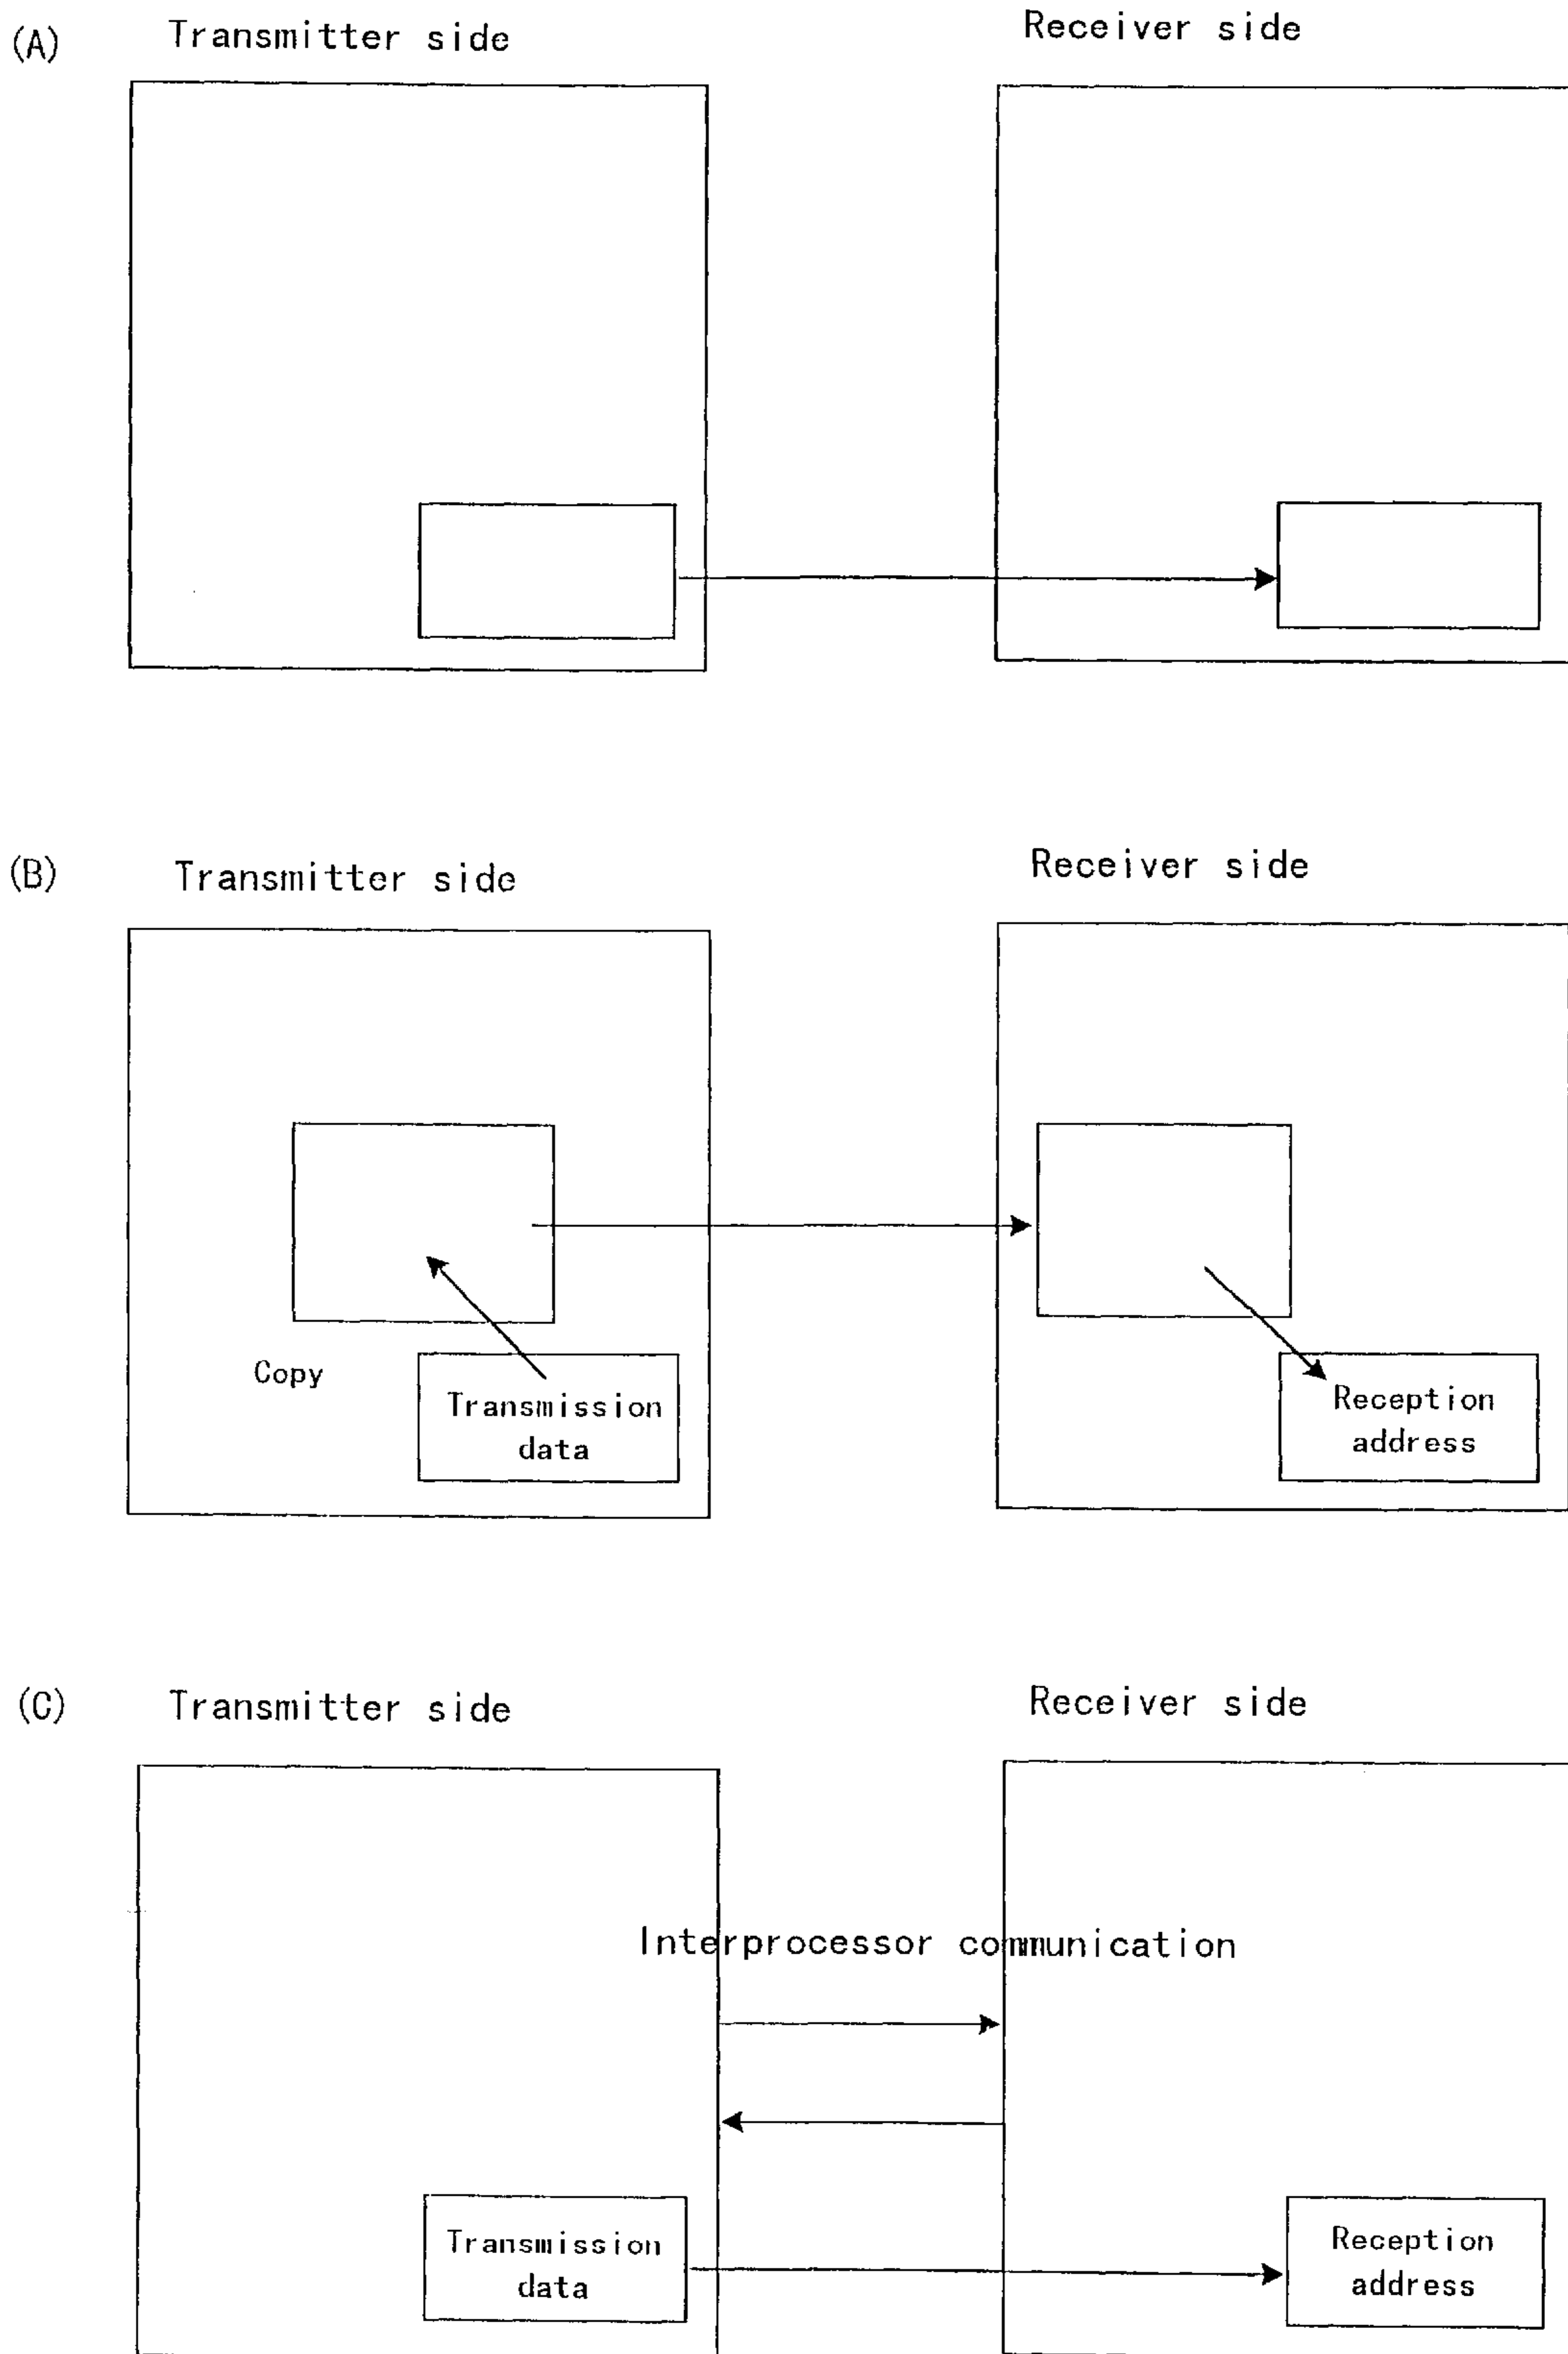 (A) Transmitter side Receiver side
(B) Transmitter side Receiver side
Copy
Transmission
data
Reception
address
(C) Transmitter side Receiver side
Interprocessor communication
Transmission
data
Reception
address